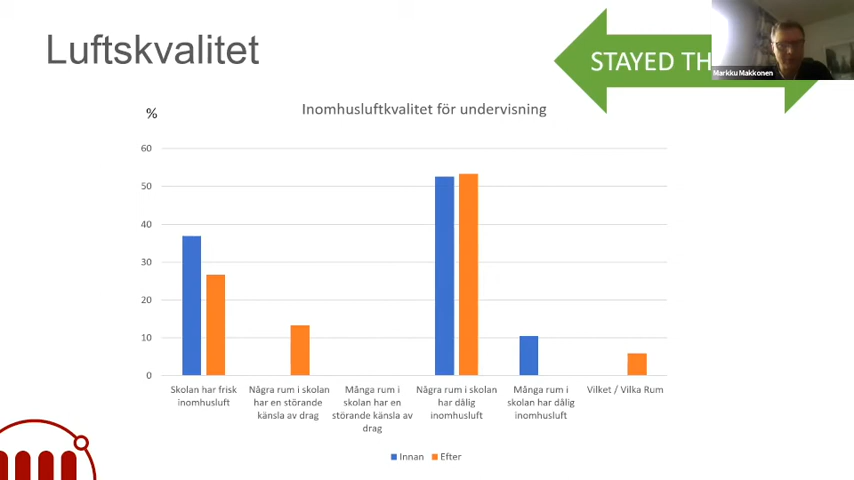 Luftskvalitet
STAYED TH
Markku Makkonen
Inomhusluftkvalitet för undervisning
%
60
50
40
30
20
10
0
Skolan har frisk
inomhusluft
Några rum i skolan
har en störande
känsla av drag
Många rum i
skolan har en
störande känsla av
drag
Några rum i skolan
har dålig
inomhusluft
Många rum i
skolan har dålig
inomhusluft
Vilket / Vilka Rum
Innan
Efter